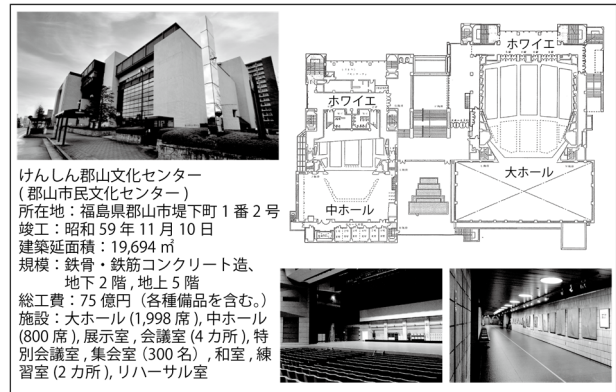 けんしん郡山文化センター
(郡山市民文化センター)
所在地：福島県郡山市堤下町1番2号
竣工：昭和59年11月10日
建築延面積：19,694㎡
規模：鉄骨・鉄筋コンクリート造、
地下2階,地上5階
総工費：75億円（各種備品を含む。）
施設：大ホール(1,998席),中ホール
(800席),展示室,会議室(4カ所),特
別会議室,集会室(300名),和室,練
習室(2カ所),リハーサル室
ホワイエ
ホワイエ
大ホール
中ホール